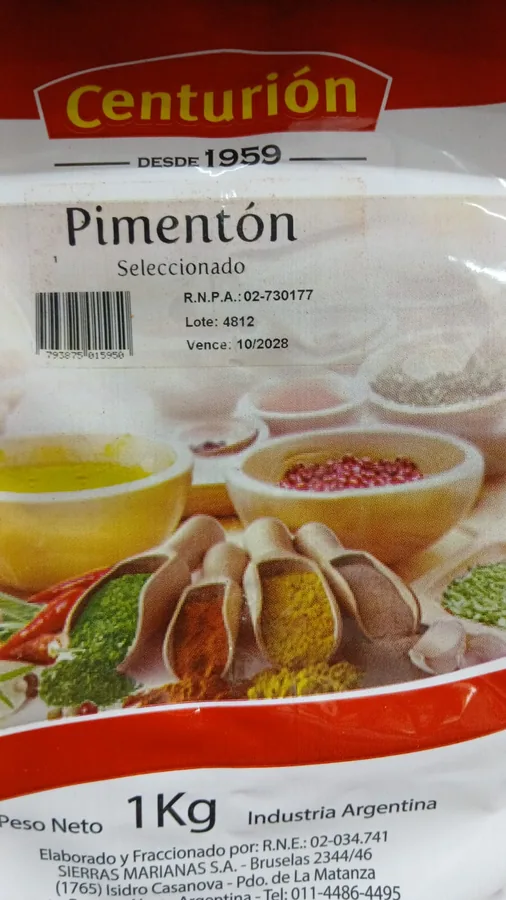 Centurión
DESDE 1959
Pimentón
Seleccionado
1
R.N.P.A.: 02-730177
Lote: 4812
Vence: 10/2028
793875 015950
Peso Neto 1Kg Industria Argentina
Elaborado y Fraccionado por: R.N.E.: 02-034.741
SIERRAS MARIANAS S.A. - Bruselas 2344/46
(1765) Isidro Casanova - Pdo. de La Matanza
Argentina - Tel: 011-4486-4495